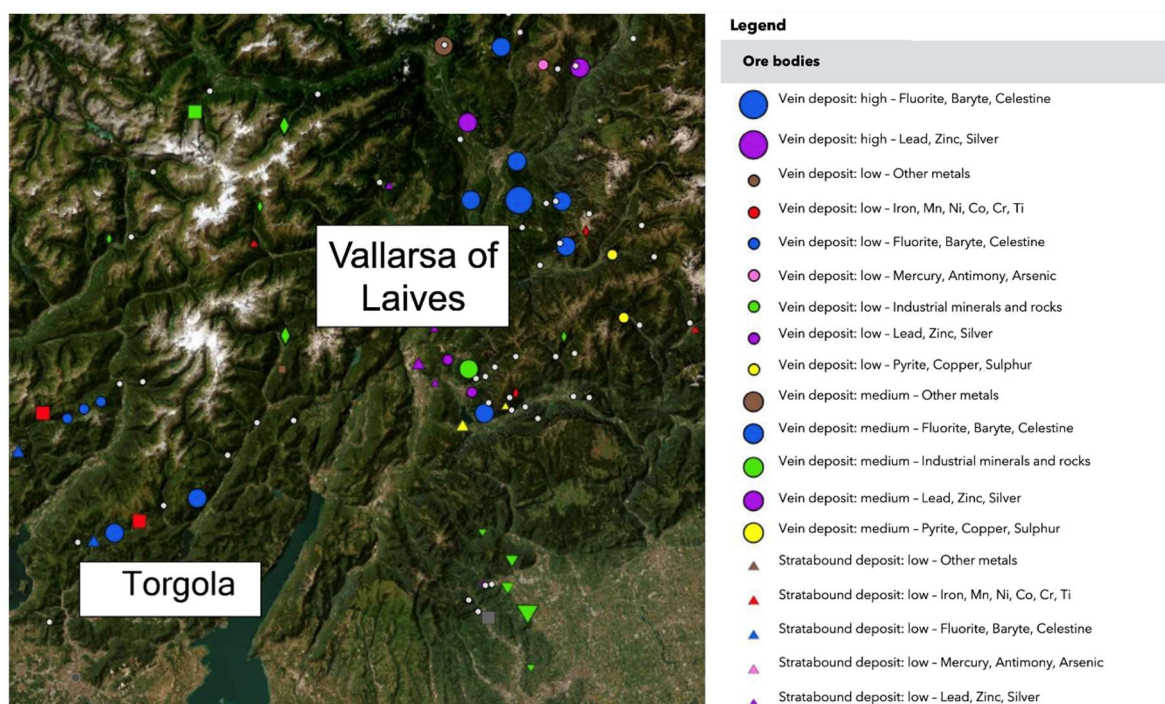 Vallarsa of
Laives
Torgola
Legend
Ore bodies
Vein deposit: high – Fluorite, Baryte, Celestine
Vein deposit: high – Lead, Zinc, Silver
Vein deposit: low – Other metals
Vein deposit: low – Iron, Mn, Ni, Co, Cr, Ti
Vein deposit: low – Fluorite, Baryte, Celestine
Vein deposit: low – Mercury, Antimony, Arsenic
Vein deposit: low – Industrial minerals and rocks
Vein deposit: low – Lead, Zinc, Silver
Vein deposit: low – Pyrite, Copper, Sulphur
Vein deposit: medium – Other metals
Vein deposit: medium – Fluorite, Baryte, Celestine
Vein deposit: medium – Industrial minerals and rocks
Vein deposit: medium – Lead, Zinc, Silver
Vein deposit: medium – Pyrite, Copper, Sulphur
Stratabound deposit: low – Other metals
Stratabound deposit: low – Iron, Mn, Ni, Co, Cr, Ti
Stratabound deposit: low – Fluorite, Baryte, Celestine
Stratabound deposit: low – Mercury, Antimony, Arsenic
Stratabound deposit: low – Lead, Zinc, Silver